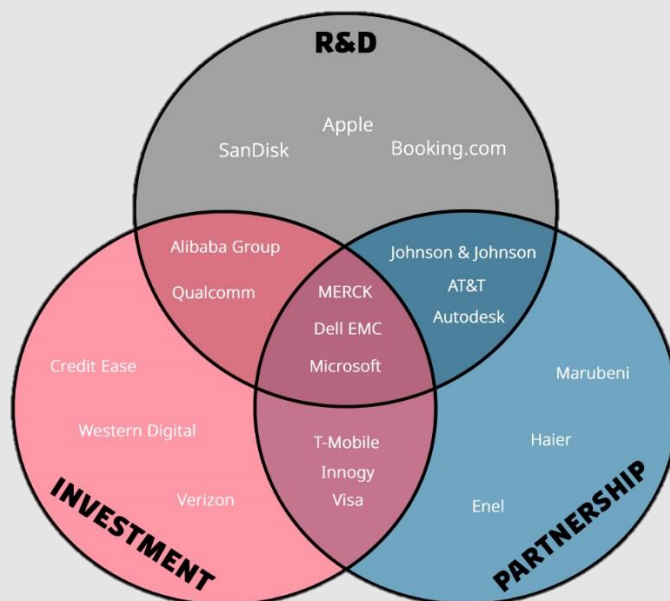 R&D
Apple
SanDisk
Booking.com
Alibaba Group
Qualcomm
Johnson & Johnson
AT&T
Autodesk
MERCK
Dell EMC
Microsoft
Credit Ease
Western Digital
Verizon
INVESTMENT
T-Mobile
Innogy
Visa
Marubeni
Haier
Enel
PARTNERSHIP